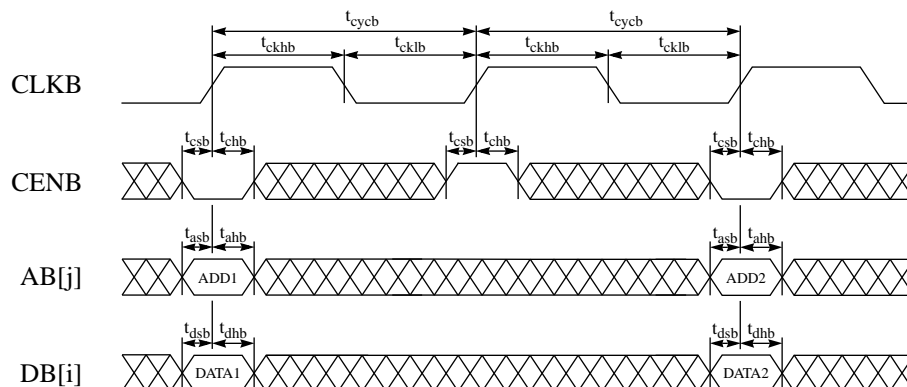 tcycb tcycb
tckhb tcklb tckhb tcklb
CLKB
tcsb tchb tcsb tchb tcsb tchb
CENB
tasb tahb tasb tahb
AB[j] ADD1 ADD2
tdsb tdhb tdsb tdhb
DB[i] DATA1 DATA2